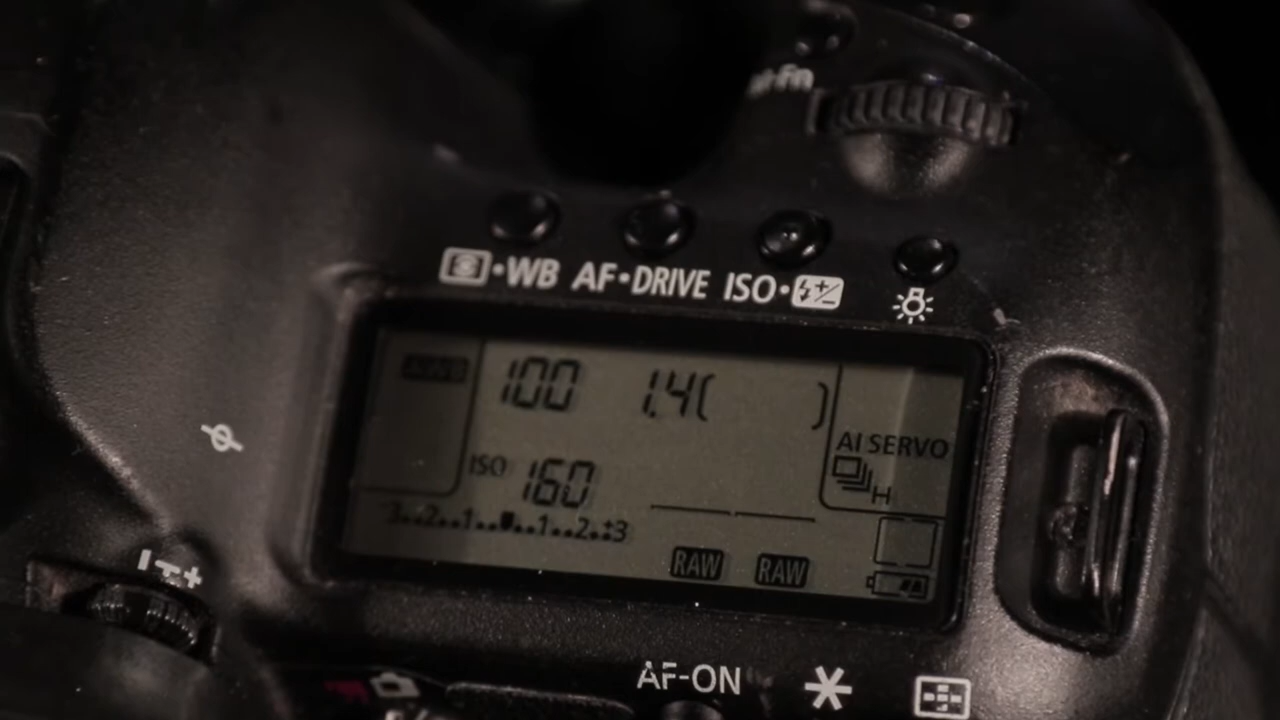 M-Fn
WB AF•DRIVE ISO•
100 1.4( )
AI SERVO
ISO 160
H
3..2..1..▮..1..2..±3
RAW RAW
AF-ON